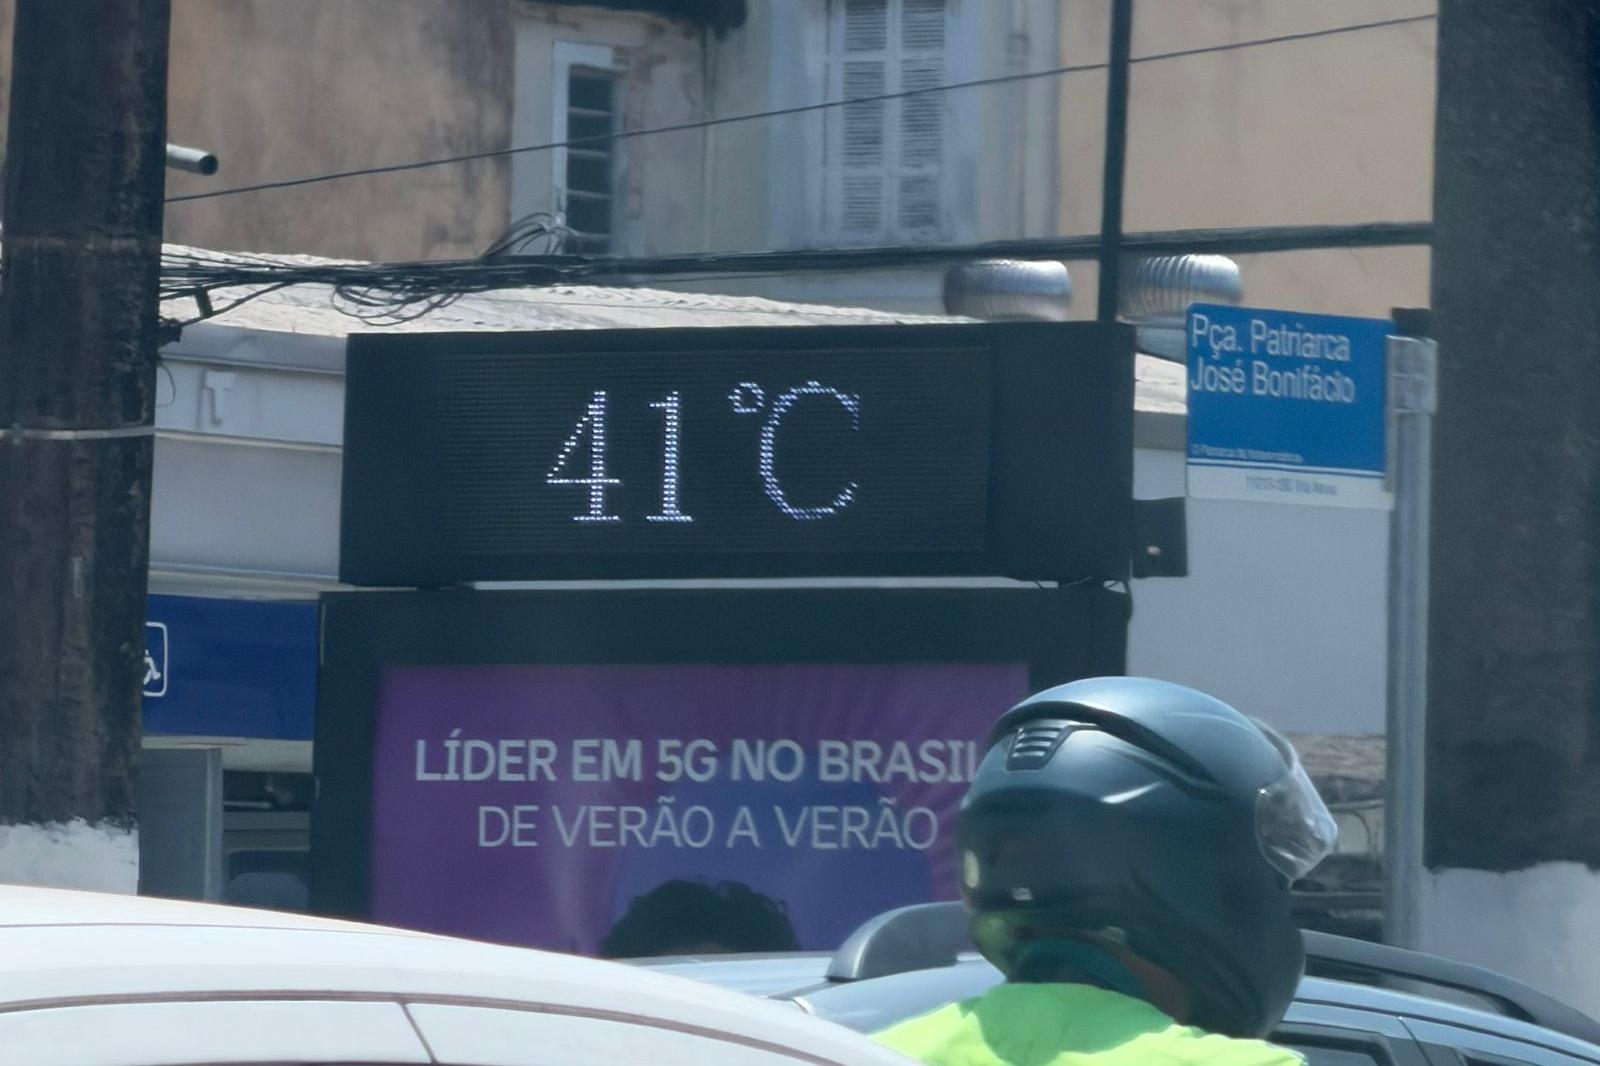 41°C
Pça. Patriarca
José Bonifácio
LÍDER EM 5G NO BRASIL
DE VERÃO A VERÃO